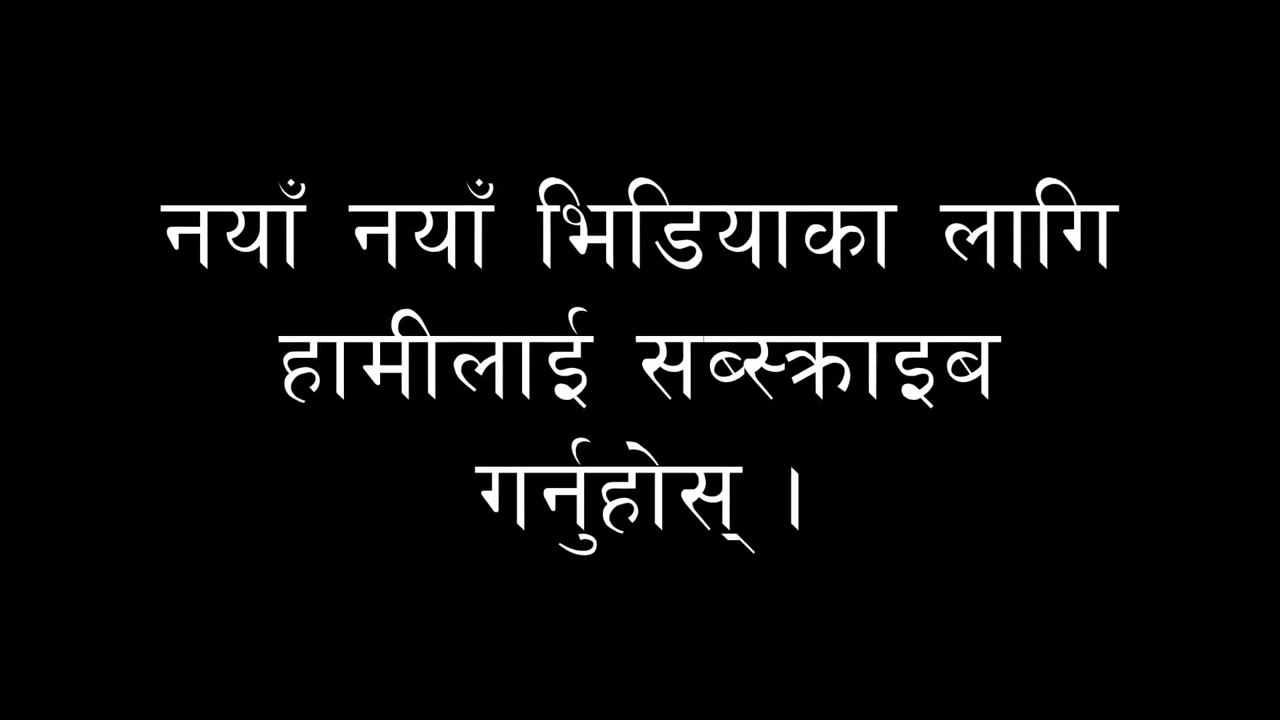 नयाँ नयाँ भिडियाका लागि
हामीलाई सब्स्क्राइब
गर्नुहोस् ।